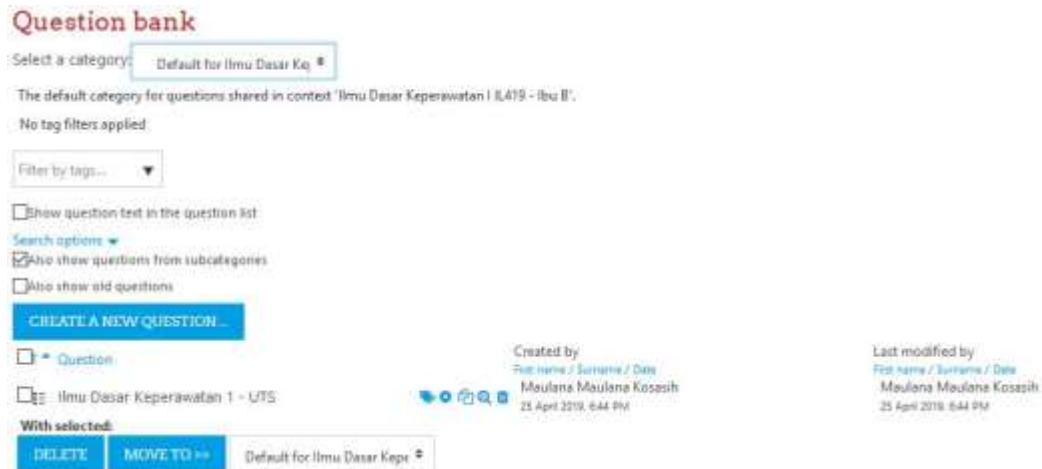 Question bank
Select a category: Default for Ilmu Dasar Kej
The default category for questions shared in context 'Ilmu Dasar Keperawatan I IL419 - Ibu B'.
No tag filters applied
Filter by tags...
Show question text in the question list
Search options
Also show questions from subcategories
Also show old questions
CREATE A NEW QUESTION...
T Question Created by Last modified by
First name / Surname / Date First name / Surname / Date
Ilmu Dasar Keperawatan 1 - UTS Maulana Maulana Kosasih Maulana Maulana Kosasih
25 April 2019, 6:44 PM 25 April 2019, 6:44 PM
With selected:
DELETE MOVE TO >> Default for Ilmu Dasar Kepe